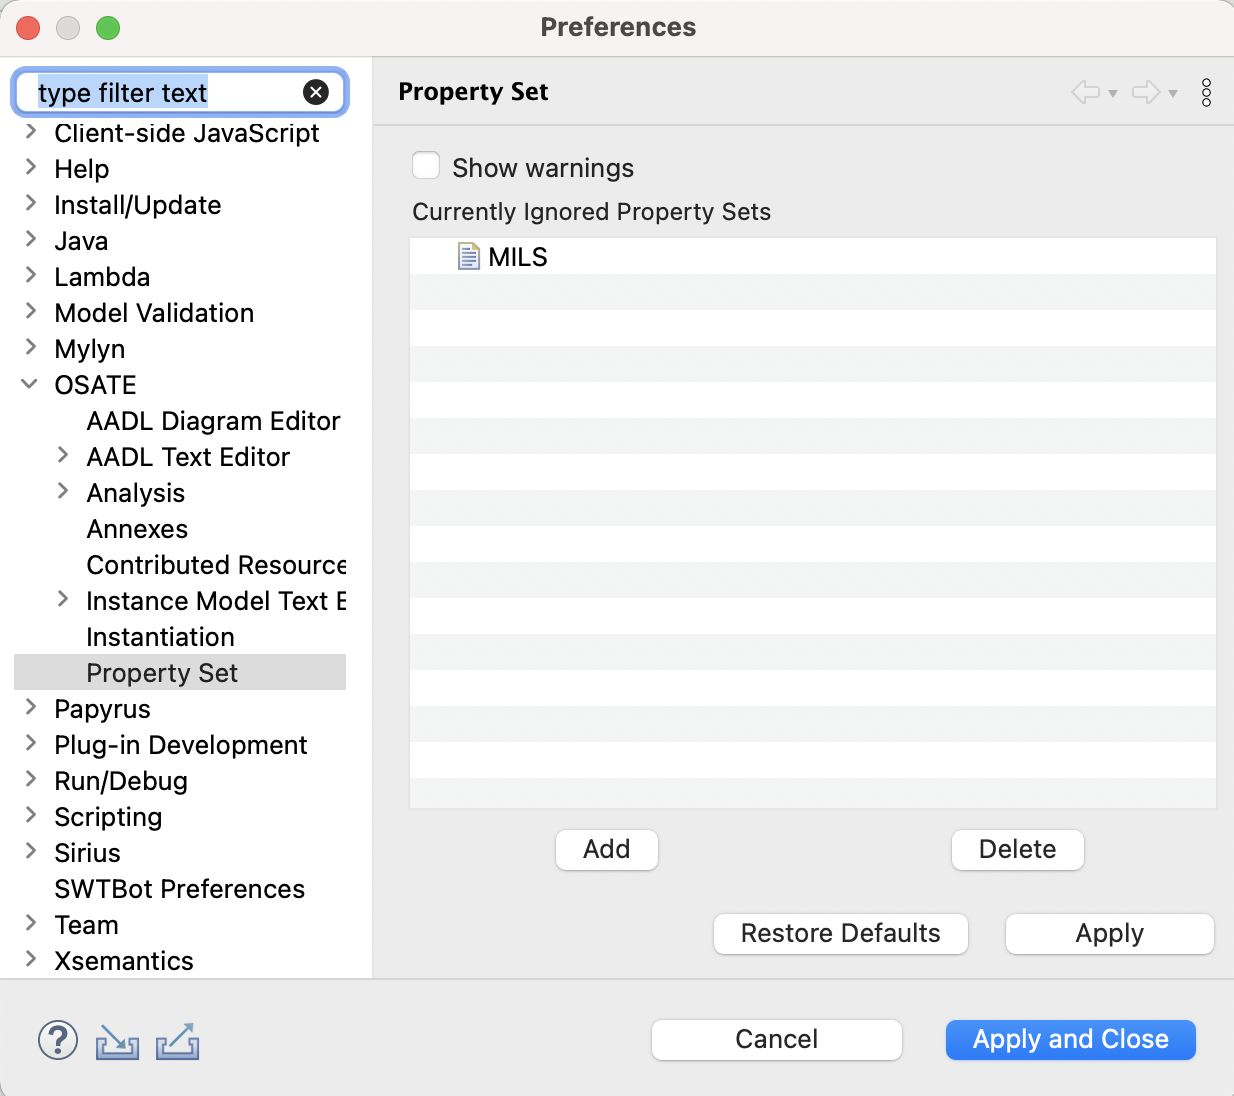 Preferences
type filter text
Client-side JavaScript
Help
Install/Update
Java
Lambda
Model Validation
Mylyn
OSATE
AADL Diagram Editor
AADL Text Editor
Analysis
Annexes
Contributed Resource
Instance Model Text E
Instantiation
Property Set
Papyrus
Plug-in Development
Run/Debug
Scripting
Sirius
SWTBot Preferences
Team
Xsemantics
Property Set
Show warnings
Currently Ignored Property Sets
MILS
Add
Delete
Restore Defaults
Apply
?
Cancel
Apply and Close